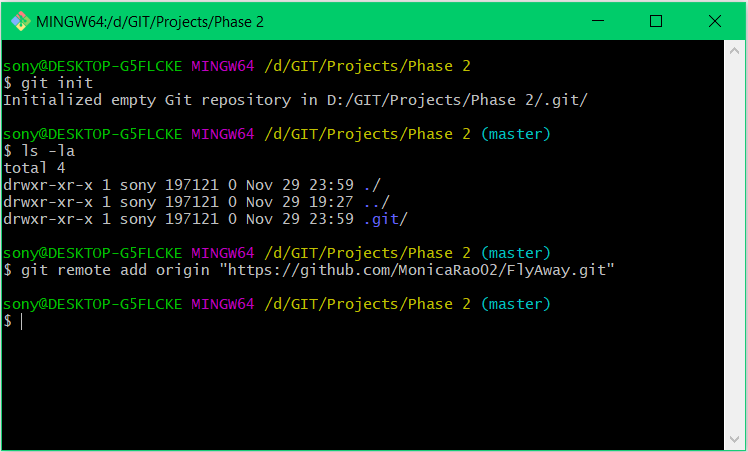 MINGW64:/d/GIT/Projects/Phase 2
sony@DESKTOP-G5FLCKE MINGW64 /d/GIT/Projects/Phase 2
$ git init
Initialized empty Git repository in D:/GIT/Projects/Phase 2/.git/
sony@DESKTOP-G5FLCKE MINGW64 /d/GIT/Projects/Phase 2 (master)
$ ls -la
total 4
drwxr-xr-x 1 sony 197121 0 Nov 29 23:59 ./
drwxr-xr-x 1 sony 197121 0 Nov 29 19:27 ../
drwxr-xr-x 1 sony 197121 0 Nov 29 23:59 .git/
sony@DESKTOP-G5FLCKE MINGW64 /d/GIT/Projects/Phase 2 (master)
$ git remote add origin "https://github.com/MonicaRao02/FlyAway.git"
sony@DESKTOP-G5FLCKE MINGW64 /d/GIT/Projects/Phase 2 (master)
$